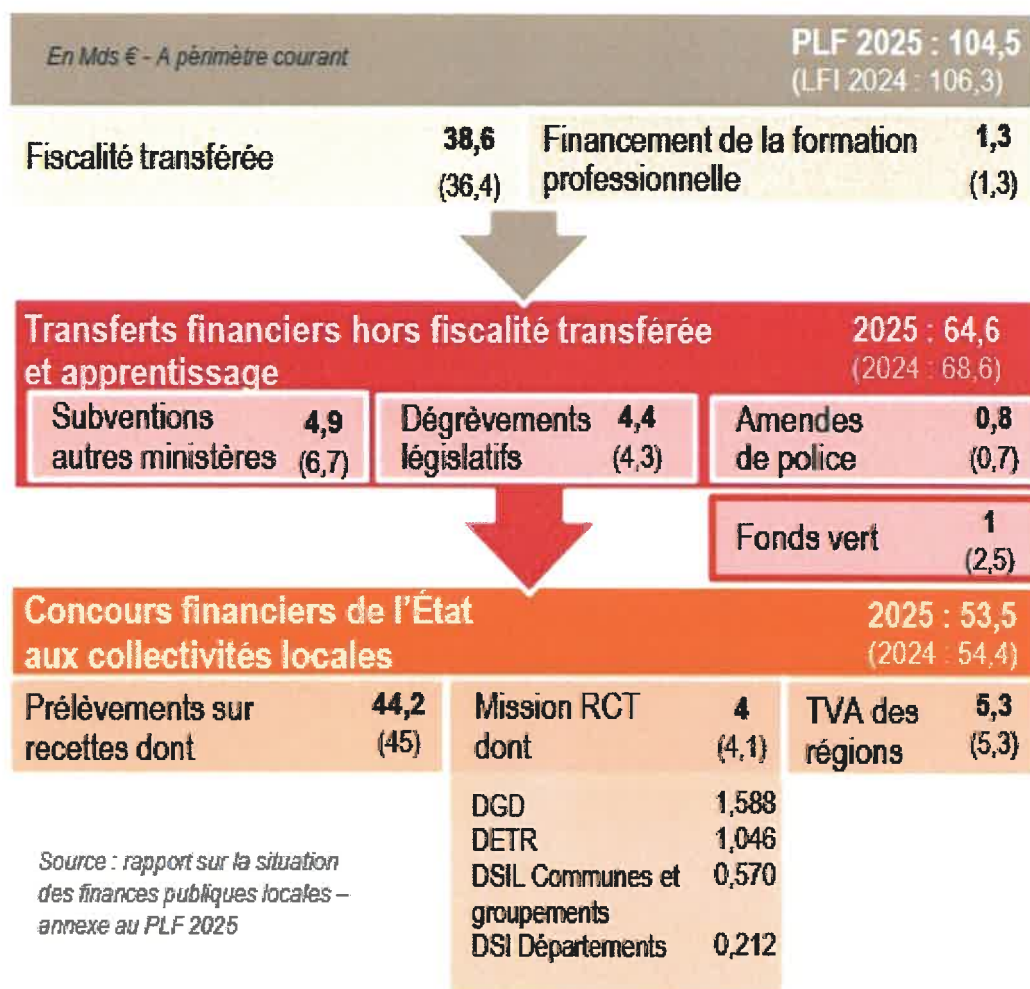 En Mds € - A périmètre courant
PLF 2025 : 104,5
(LFI 2024 : 106,3)
Fiscalité transférée
38,6
(36,4)
Financement de la formation
professionnelle
1,3
(1,3)
Transferts financiers hors fiscalité transférée
et apprentissage
2025 : 64,6
(2024 : 68,6)
Subventions
autres ministères
4,9
(6,7)
Dégrèvements
législatifs
4,4
(4,3)
Amendes
de police
0,8
(0,7)
Fonds vert
1
(2,5)
Concours financiers de l'État
aux collectivités locales
2025 : 53,5
(2024 : 54,4)
Prélèvements sur
recettes dont
44,2
(45)
Mission RCT
dont
4
(4,1)
TVA des
régions
5,3
(5,3)
DGD 1,588
DETR 1,046
DSIL Communes et 0,570
groupements
DSI Départements 0,212
Source : rapport sur la situation
des finances publiques locales –
annexe au PLF 2025